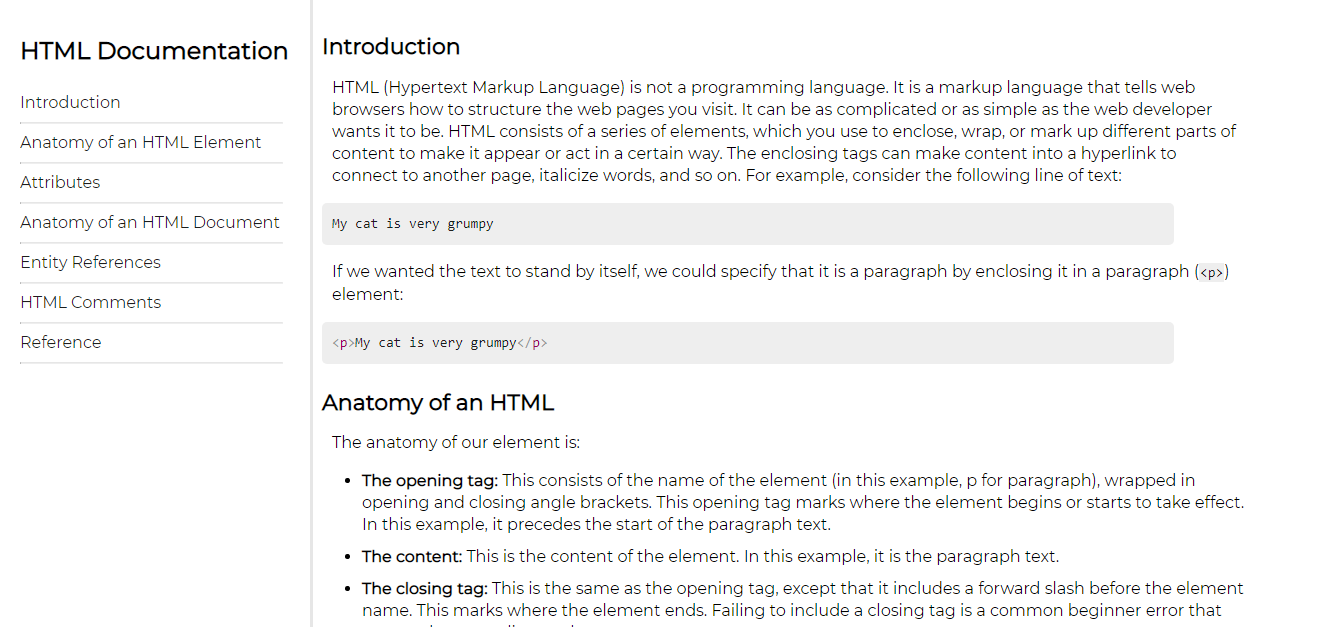 HTML Documentation
Introduction
Anatomy of an HTML Element
Attributes
Anatomy of an HTML Document
Entity References
HTML Comments
Reference
Introduction
HTML (Hypertext Markup Language) is not a programming language. It is a markup language that tells web
browsers how to structure the web pages you visit. It can be as complicated or as simple as the web developer
wants it to be. HTML consists of a series of elements, which you use to enclose, wrap, or mark up different parts of
content to make it appear or act in a certain way. The enclosing tags can make content into a hyperlink to
connect to another page, italicize words, and so on. For example, consider the following line of text:
My cat is very grumpy
If we wanted the text to stand by itself, we could specify that it is a paragraph by enclosing it in a paragraph (<p>)
element:
<p>My cat is very grumpy</p>
Anatomy of an HTML
The anatomy of our element is:
• The opening tag: This consists of the name of the element (in this example, p for paragraph), wrapped in
opening and closing angle brackets. This opening tag marks where the element begins or starts to take effect.
In this example, it precedes the start of the paragraph text.
• The content: This is the content of the element. In this example, it is the paragraph text.
• The closing tag: This is the same as the opening tag, except that it includes a forward slash before the element
name. This marks where the element ends. Failing to include a closing tag is a common beginner error that